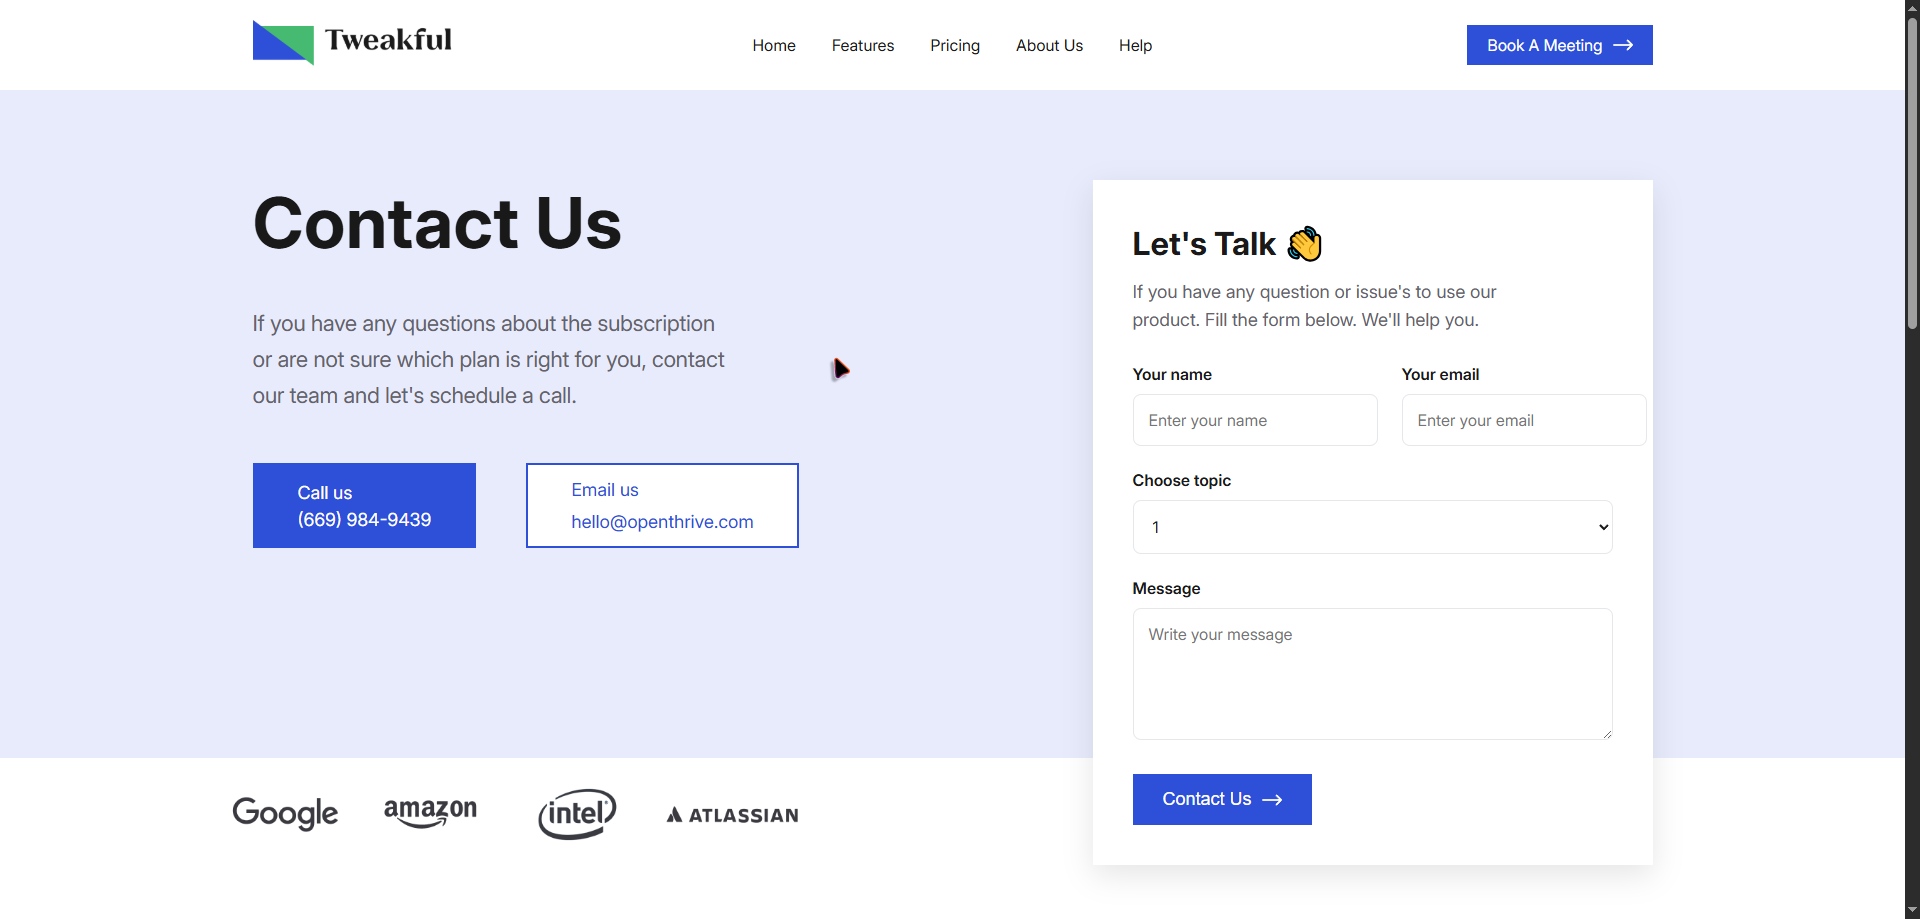 Tweakful
Home
Features
Pricing
About Us
Help
Book A Meeting
Contact Us
If you have any questions about the subscription
or are not sure which plan is right for you, contact
our team and let's schedule a call.
Call us
(669) 984-9439
Email us
hello@openthrive.com
Google
amazon
intel
ATLASSIAN
Let's Talk 👋
If you have any question or issue's to use our
product. Fill the form below. We'll help you.
Your name
Your email
Enter your name
Enter your email
Choose topic
1
Message
Write your message
Contact Us